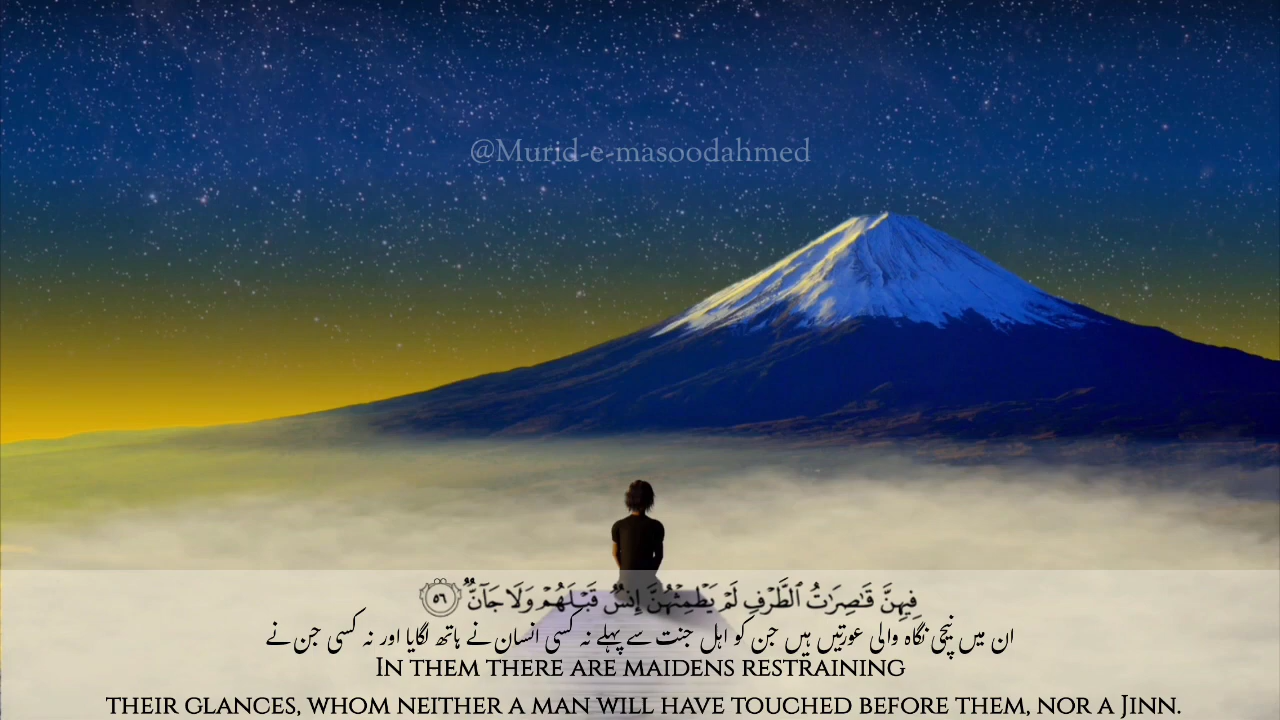 @Murid-e-masoodahmed
فِيهِنَّ قَٰصِرَٰتُ ٱلطَّرْفِ لَمْ يَطْمِثْهُنَّ إِنسٌ قَبْلَهُمْ وَلَا جَآنٌّ ٥٦
ان میں نیچی نگاہ والی عورتیں ہیں جن کو اہل جنت سے پہلے نہ کسی انسان نے ہاتھ لگایا اور نہ کسی جن نے
In them there are maidens restraining
their glances, whom neither a man will have touched before them, nor a Jinn.